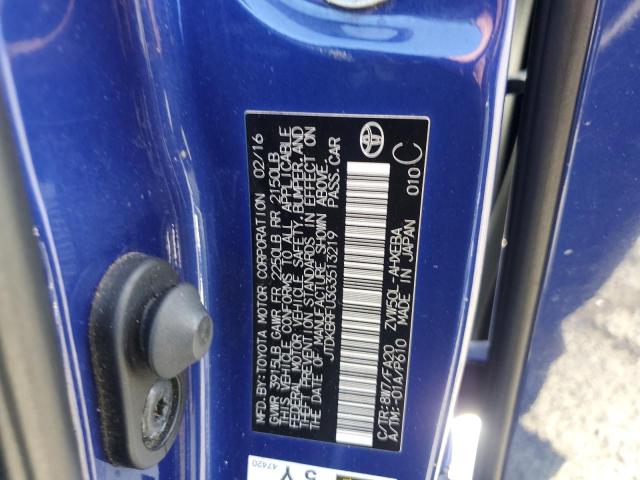 MFD.BY:TOYOTA MOTOR CORPORATION 02/16
GVWR 3915LB GAWR FR 2250LB RR 2150LB
THIS VEHICLE CONFORMS TO ALL APPLICABLE
FEDERAL MOTOR VEHICLE SAFETY,BUMPER,AND
THEFT PREVENTION STANDARDS IN EFFECT ON
THE DATE OF MANUFACTURE SHOWN ABOVE.
JTDKBRFU3G3513219 PASS.CAR
C/TR:8W7/FA20 ZVW50L-AHXEBA
A/TM:-01A/P610 MADE IN JAPAN 010 C
47420
5 Y